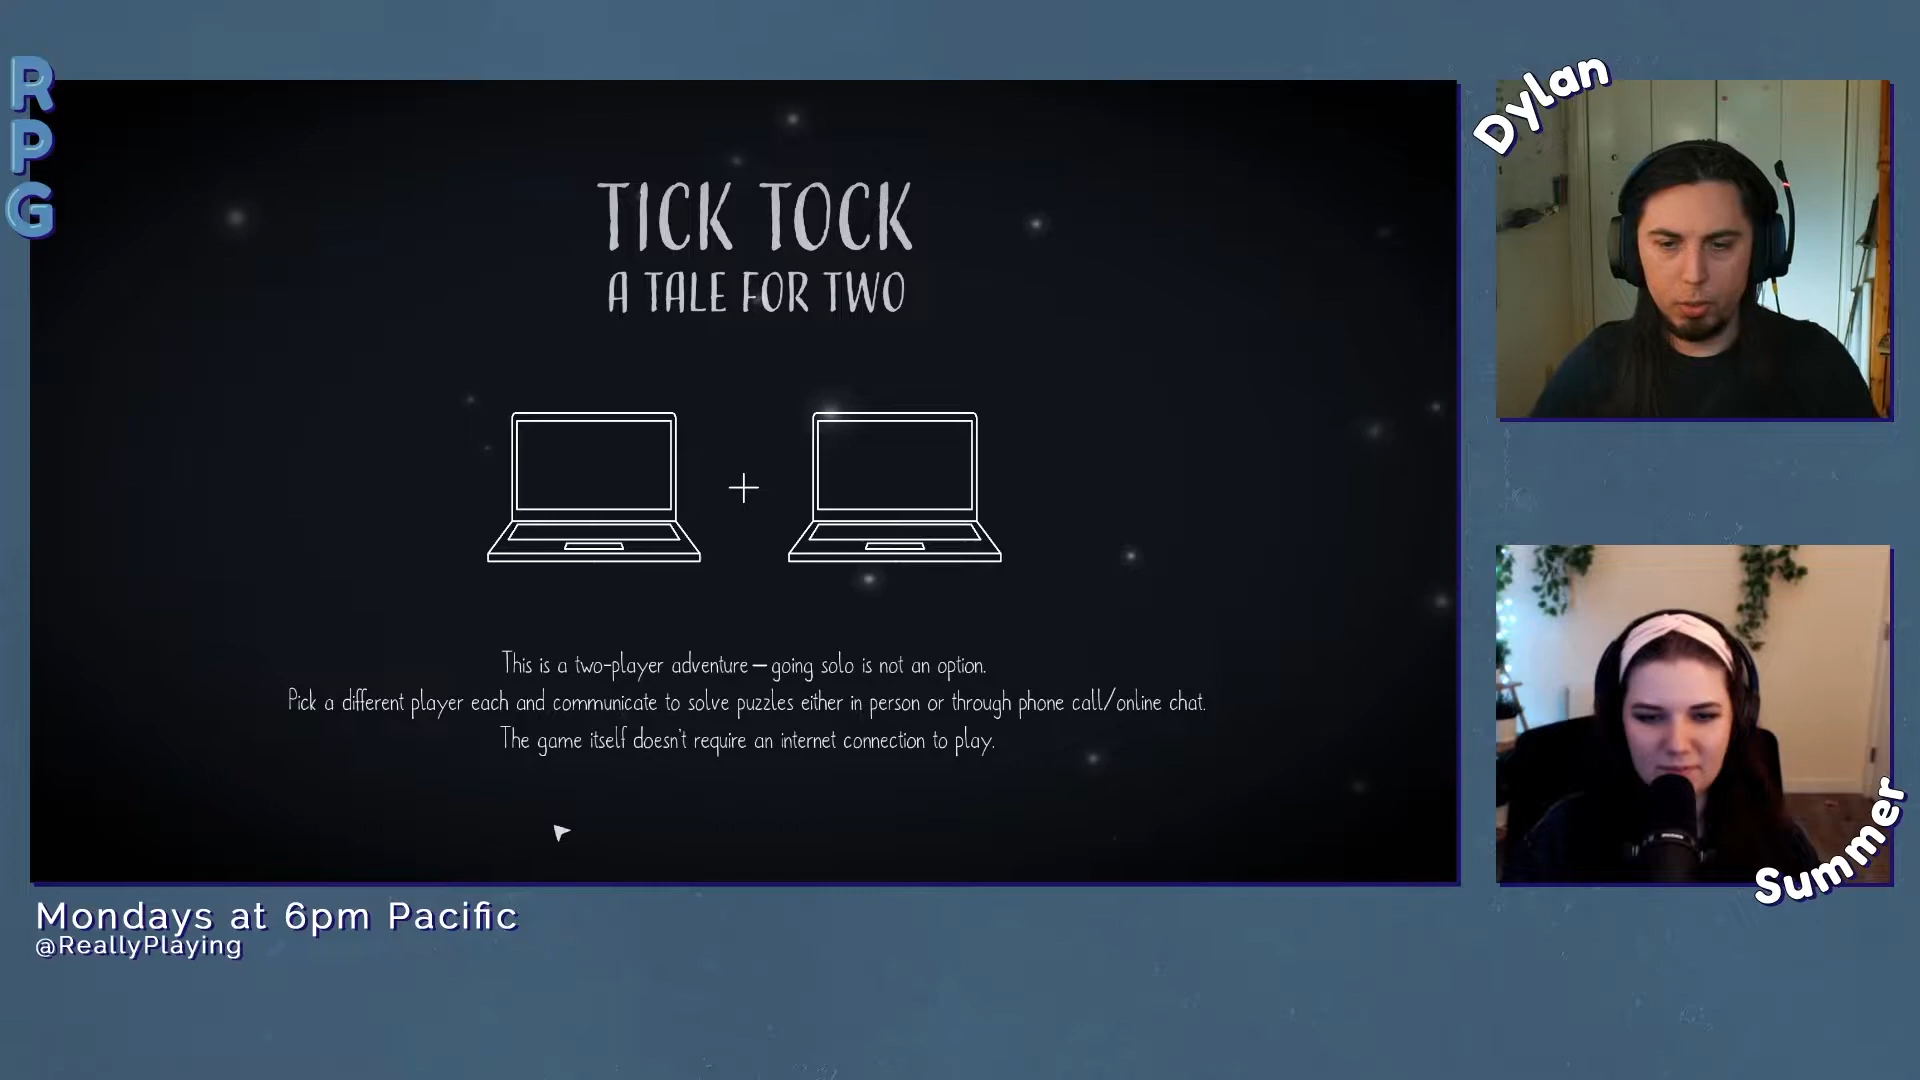 RPG
TICK TOCK
A TALE FOR TWO
This is a two-player adventure — going solo is not an option.
Pick a different player each and communicate to solve puzzles either in person or through phone call/online chat.
The game itself doesn't require an internet connection to play.
Dylan
Summer
Mondays at 6pm Pacific
@ReallyPlaying